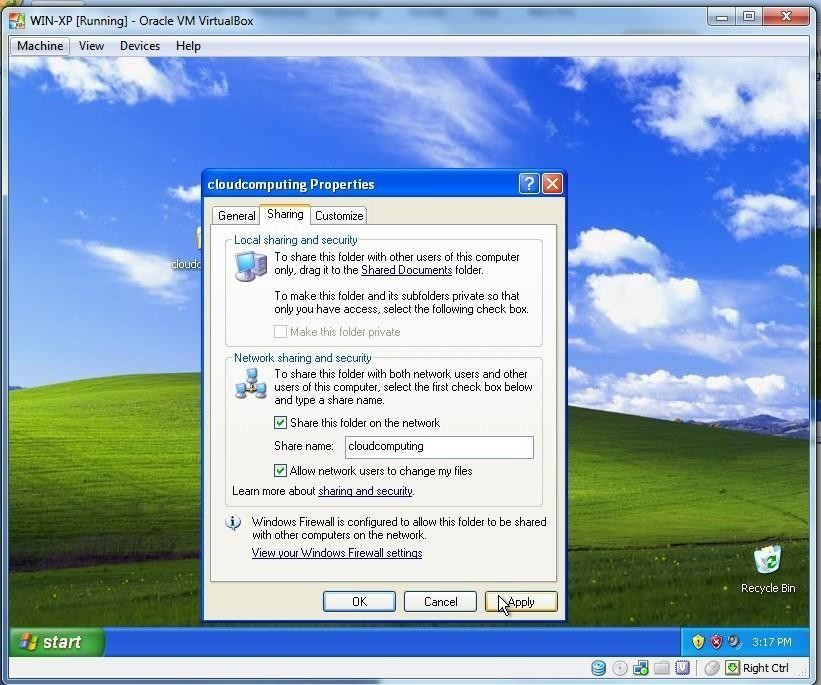 WIN-XP [Running] - Oracle VM VirtualBox
Machine View Devices Help
cloudcomputing Properties
General Sharing Customize
Local sharing and security
To share this folder with other users of this computer
only, drag it to the Shared Documents folder.
To make this folder and its subfolders private so that
only you have access, select the following check box.
Make this folder private
Network sharing and security
To share this folder with both network users and other
users of this computer, select the first check box below
and type a share name.
Share this folder on the network
Share name: cloudcomputing
Allow network users to change my files
Learn more about sharing and security.
Windows Firewall is configured to allow this folder to be shared
with other computers on the network.
View your Windows Firewall settings
OK Cancel Apply
cloudc
Recycle Bin
start
3:17 PM
Right Ctrl